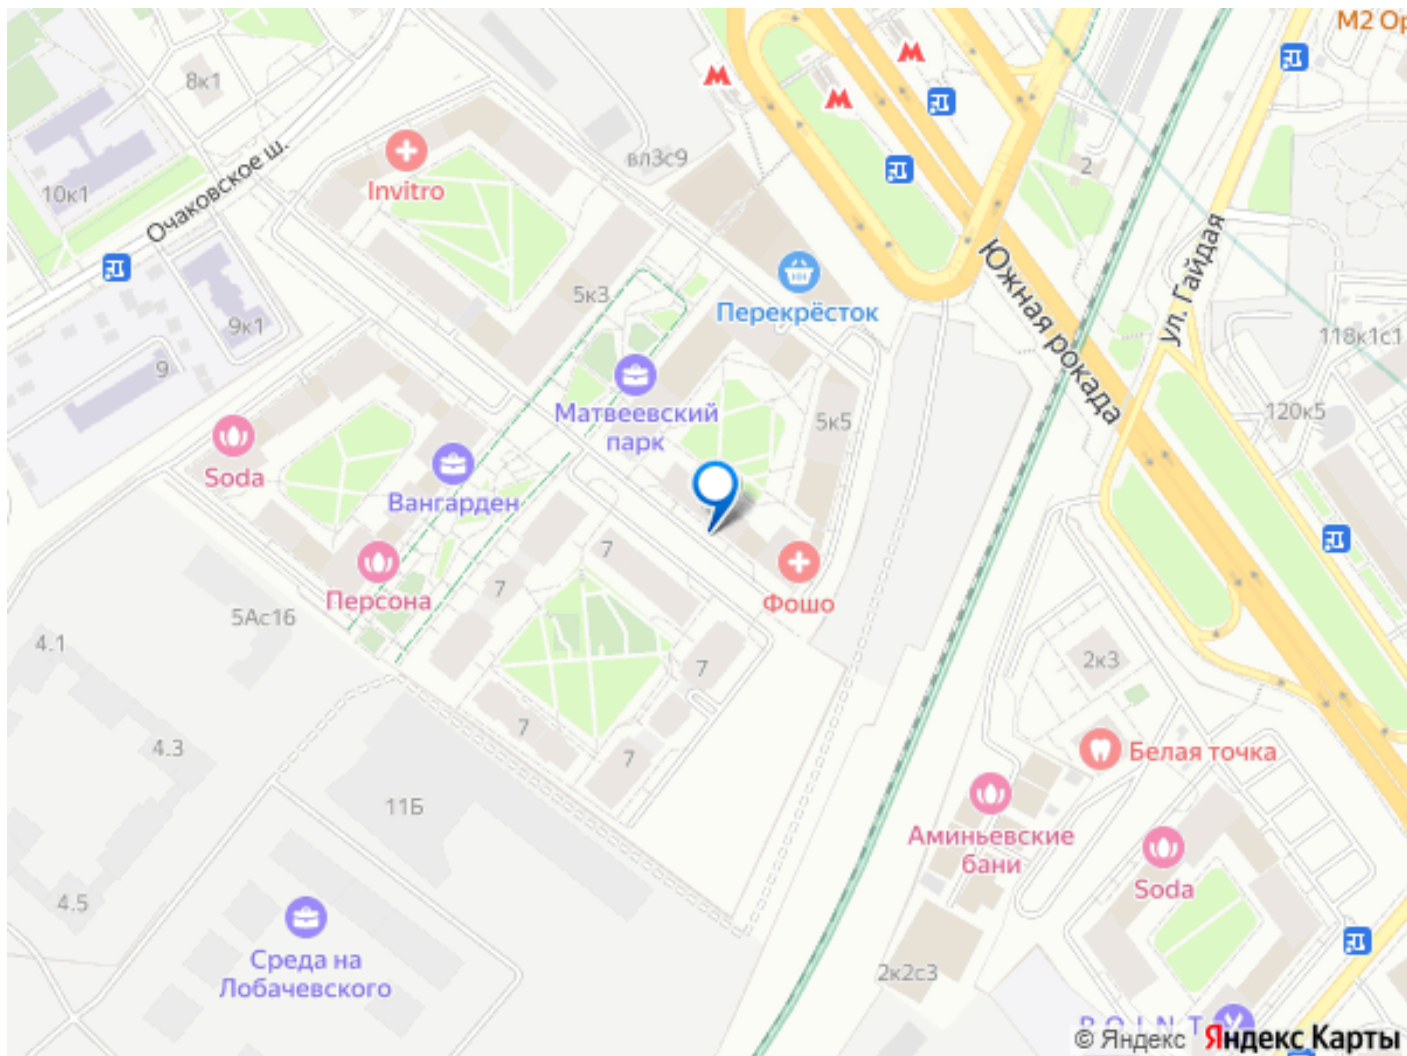 М2 Ор
8к1
вл3с9
2
Invitro
10к1
Очаковское ш.
ул. Гайдая
Южная рокада
5к3
Перекрёсток
9к1
118к1с.1
9
Матвеевский
парк
5к5
120к5
Soda
Вангарден
7
Фошо
7
Персона
5Ас16
4.1
2к3
7
7
4.3
7
Белая точка
11Б
Аминьевские
бани
Soda
4.5
Среда на
Лобачевского
2к2с3
© Яндекс Яндекс Карты